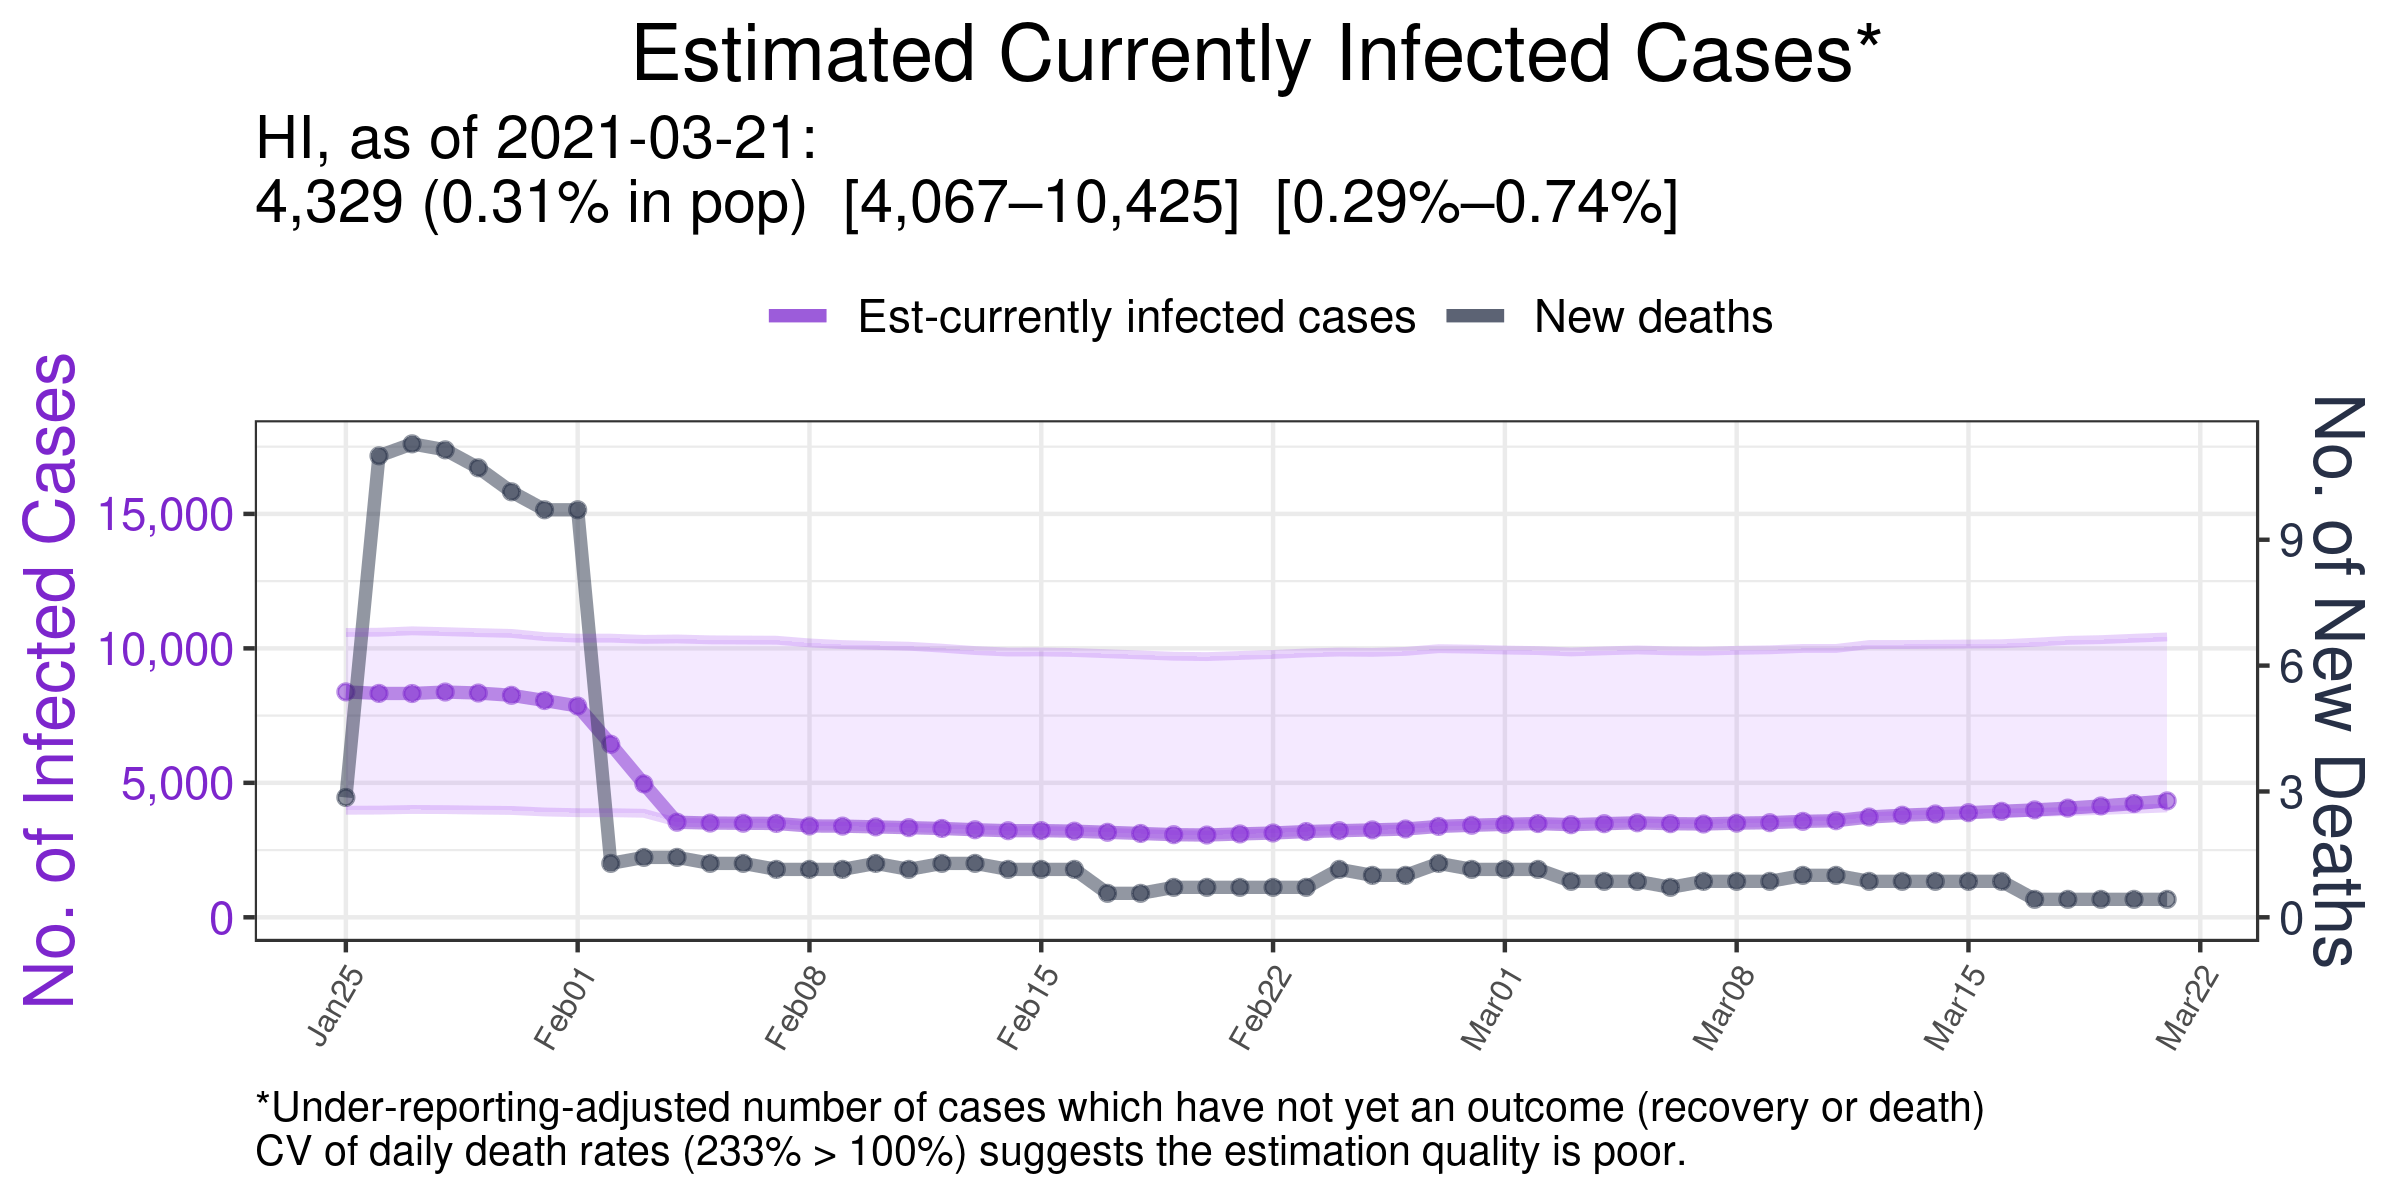 Estimated Currently Infected Cases*
HI, as of 2021-03-21:
4,329 (0.31% in pop)  [4,067–10,425]  [0.29%–0.74%]
Est-currently infected cases
New deaths
No. of Infected Cases
15,000
10,000
5,000
0
No. of New Deaths
9
6
3
0
Jan25
Feb01
Feb08
Feb15
Feb22
Mar01
Mar08
Mar15
Mar22
*Under-reporting-adjusted number of cases which have not yet an outcome (recovery or death)
CV of daily death rates (233% > 100%) suggests the estimation quality is poor.